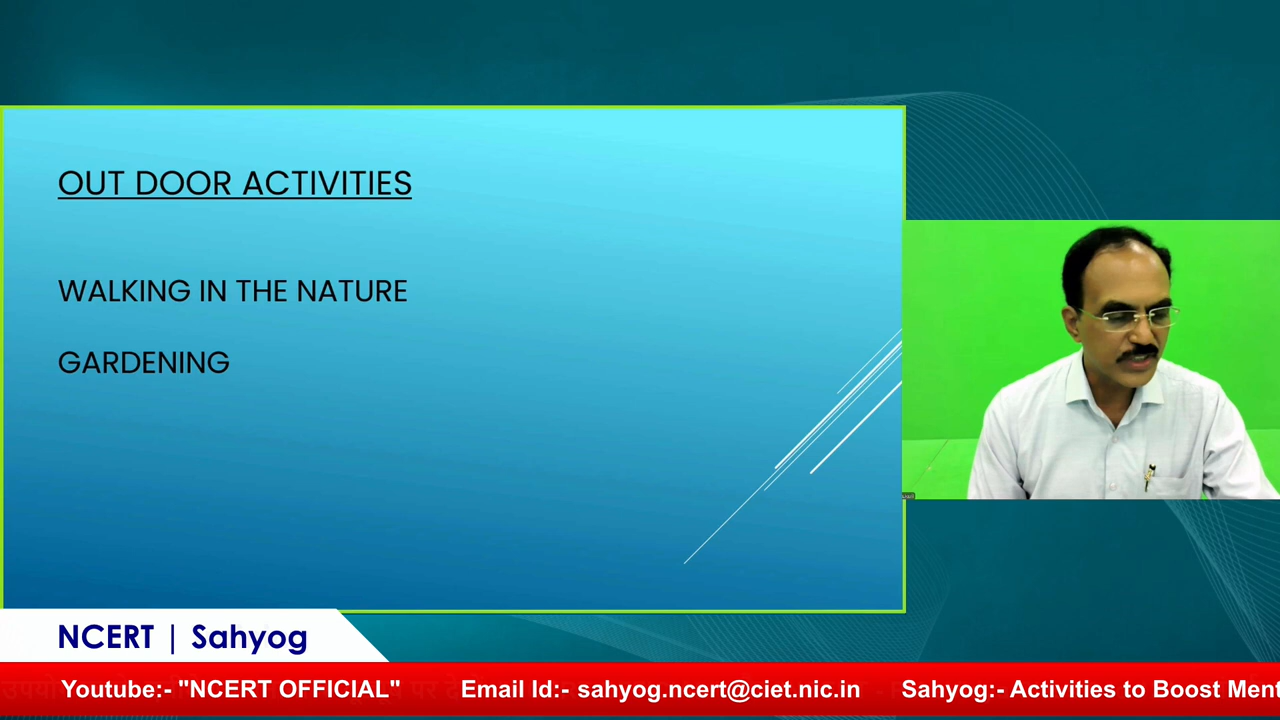 OUT DOOR ACTIVITIES
WALKING IN THE NATURE
GARDENING
NCERT | Sahyog
Youtube:- "NCERT OFFICIAL" Email Id:- sahyog.ncert@ciet.nic.in Sahyog:- Activities to Boost Ment